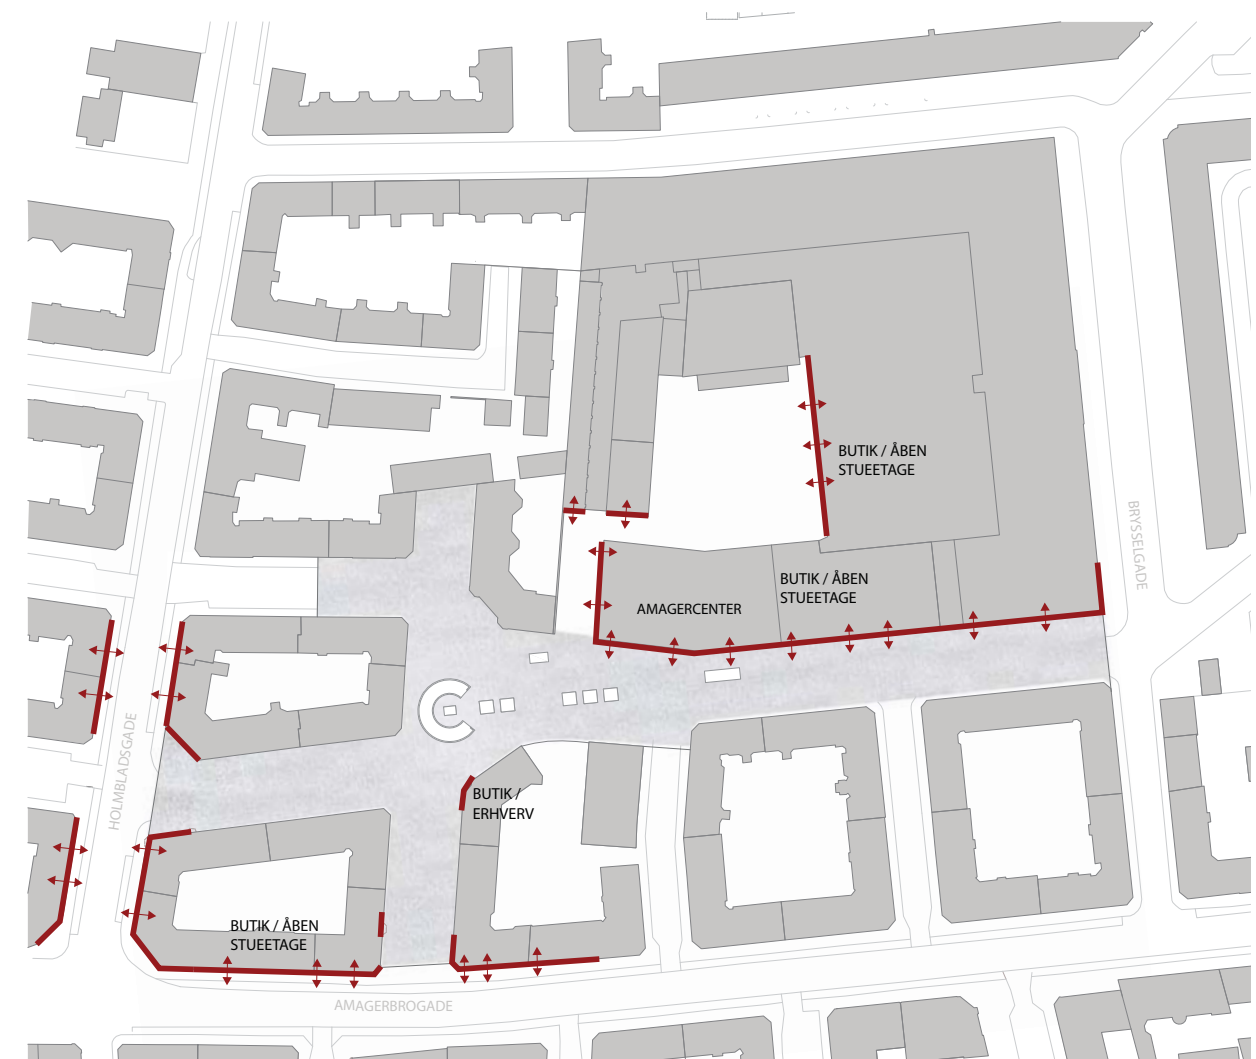 BUTIK / ÅBEN
STUEETAGE
BRYSSELGADE
BUTIK / ÅBEN
STUEETAGE
AMAGERCENTER
HOLMBLADSGADE
BUTIK /
ERHVERV
BUTIK / ÅBEN
STUEETAGE
AMAGERBROGADE